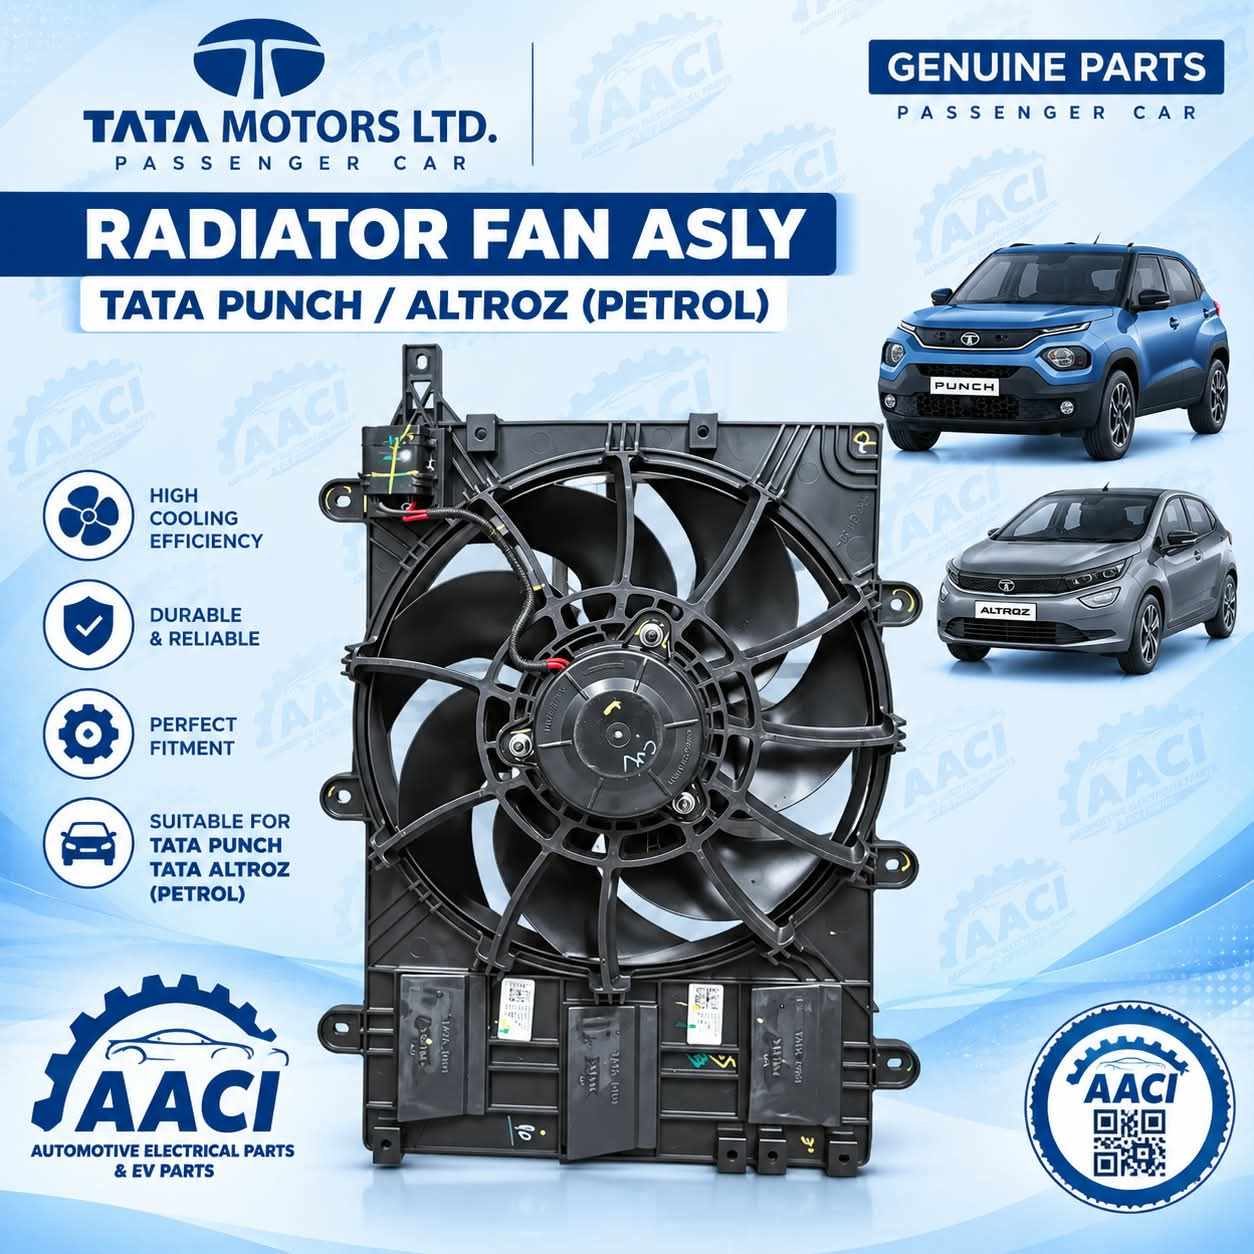 TATA MOTORS LTD.
PASSENGER CAR
GENUINE PARTS
PASSENGER CAR
RADIATOR FAN ASLY
TATA PUNCH / ALTROZ (PETROL)
PUNCH
ALTROZ
HIGH
COOLING
EFFICIENCY
DURABLE
& RELIABLE
PERFECT
FITMENT
SUITABLE FOR
TATA PUNCH
TATA ALTROZ
(PETROL)
AACI
AUTOMOTIVE ELECTRICAL PARTS
& EV PARTS
AACI